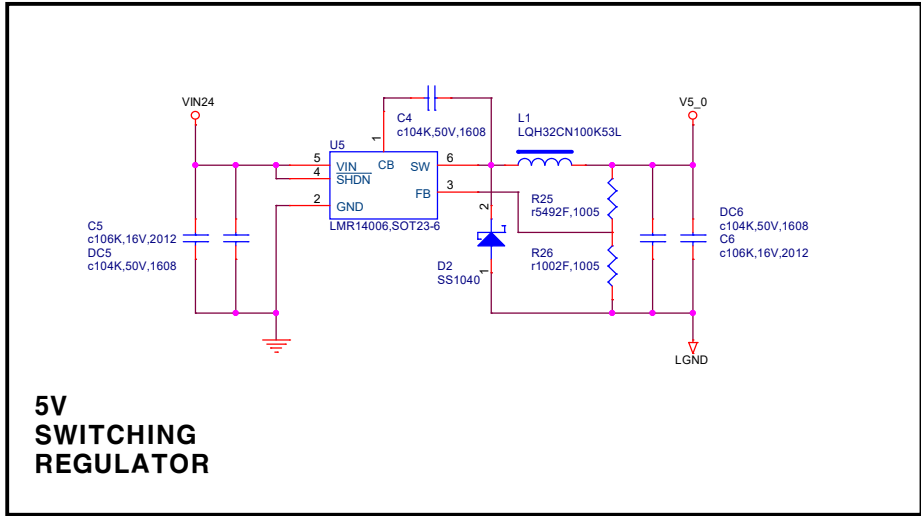 VIN24
V5_0
C4
c104K,50V,1608
L1
LQH32CN100K53L
1
U5
5
VIN
CB
SW
6
4
SHDN
FB
3
2
GND
LMR14006,SOT23-6
R25
r5492F,1005
C5
c106K,16V,2012
DC5
c104K,50V,1608
2
DC6
c104K,50V,1608
C6
c106K,16V,2012
R26
r1002F,1005
D2
SS1040
1
LGND
5V
SWITCHING
REGULATOR